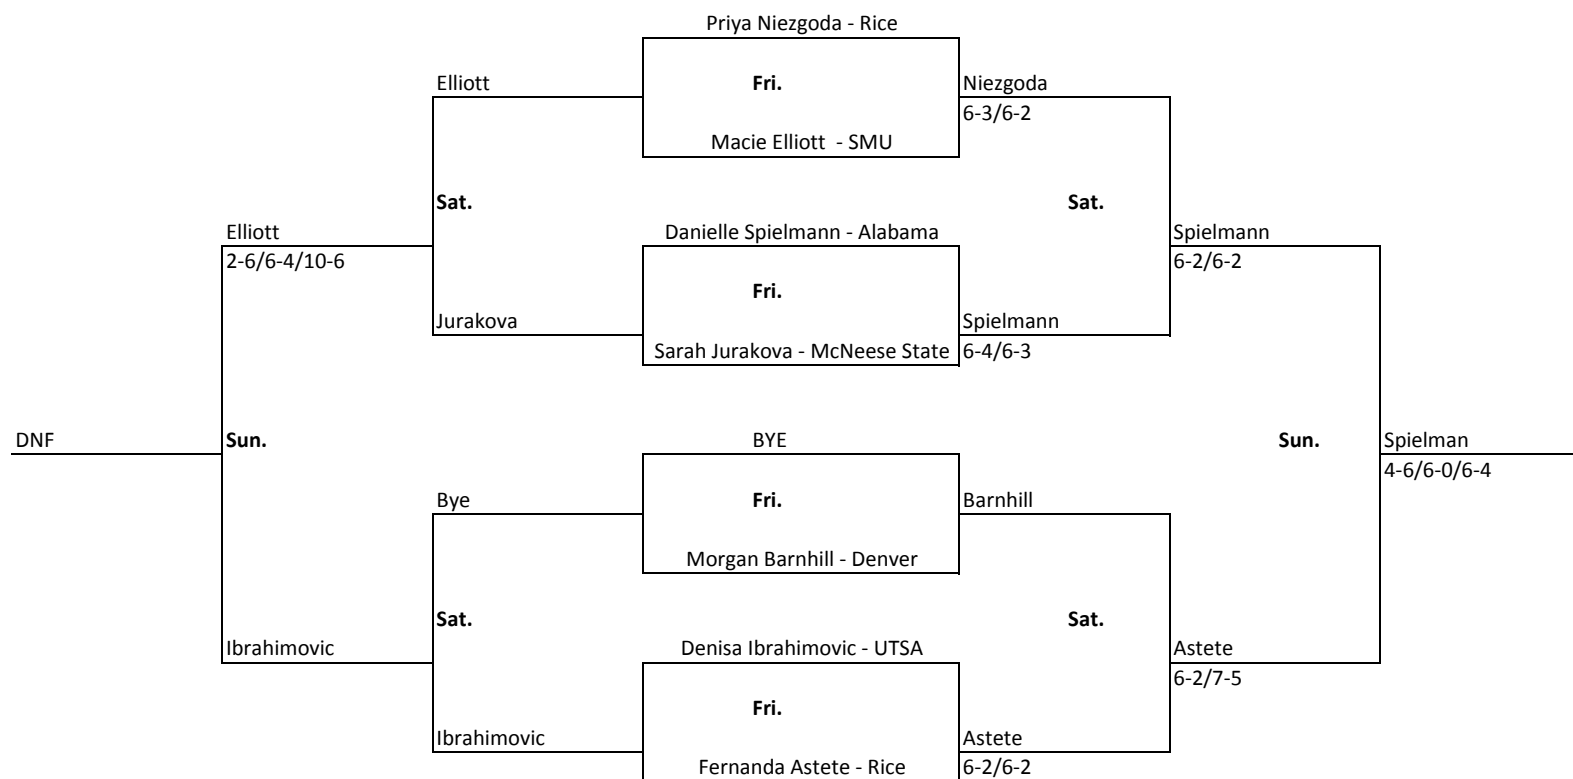 Priya Niezgoda - Rice
Elliott Fri. Niezgoda
6-3/6-2
Macie Elliott - SMU
Sat. Sat.
Elliott Danielle Spielmann - Alabama Spielmann
2-6/6-4/10-6 6-2/6-2
Fri.
Jurakova Spielmann
Sarah Jurakova - McNeese State 6-4/6-3
DNF Sun. BYE Sun. Spielman
4-6/6-0/6-4
Bye Fri. Barnhill
Morgan Barnhill - Denver
Sat. Sat.
Ibrahimovic Denisa Ibrahimovic - UTSA Astete
6-2/7-5
Fri.
Ibrahimovic Astete
Fernanda Astete - Rice 6-2/6-2